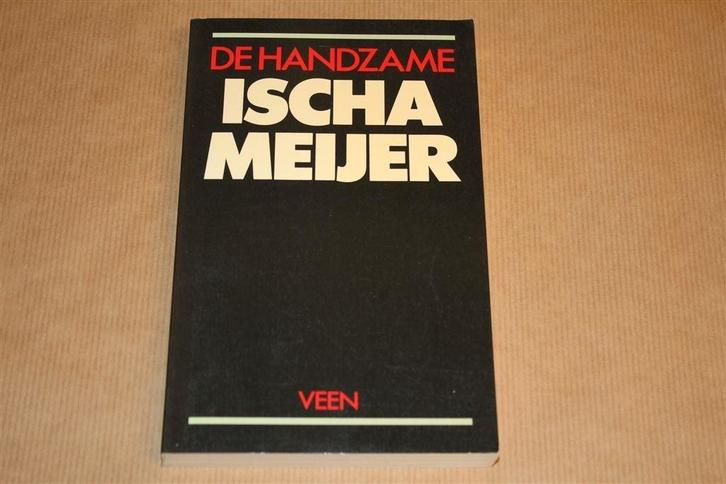 DE HANDZAME
ISCHA
MEIJER
VEEN